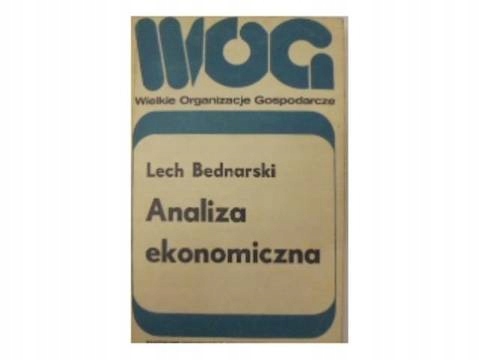 WOG
Wielkie Organizacje Gospodarcze
Lech Bednarski
Analiza
ekonomiczna